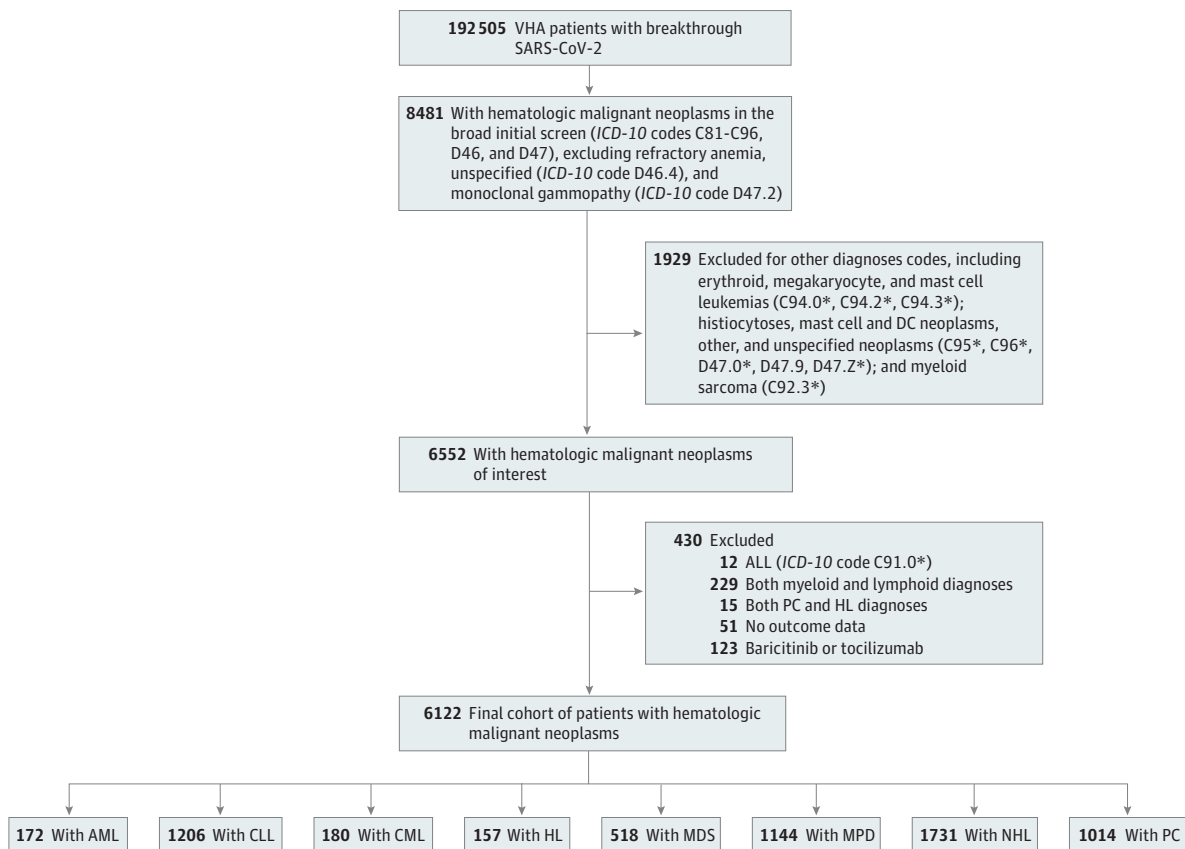 192 505 VHA patients with breakthrough
SARS-CoV-2
8481 With hematologic malignant neoplasms in the
broad initial screen (ICD-10 codes C81-C96,
D46, and D47), excluding refractory anemia,
unspecified (ICD-10 code D46.4), and
monoclonal gammopathy (ICD-10 code D47.2)
1929 Excluded for other diagnoses codes, including
erythroid, megakaryocyte, and mast cell
leukemias (C94.0*, C94.2*, C94.3*);
histiocytoses, mast cell and DC neoplasms,
other, and unspecified neoplasms (C95*, C96*,
D47.0*, D47.9, D47.Z*); and myeloid
sarcoma (C92.3*)
6552 With hematologic malignant neoplasms
of interest
430 Excluded
12 ALL (ICD-10 code C91.0*)
229 Both myeloid and lymphoid diagnoses
15 Both PC and HL diagnoses
51 No outcome data
123 Baricitinib or tocilizumab
6122 Final cohort of patients with hematologic
malignant neoplasms
172 With AML
1206 With CLL
180 With CML
157 With HL
518 With MDS
1144 With MPD
1731 With NHL
1014 With PC